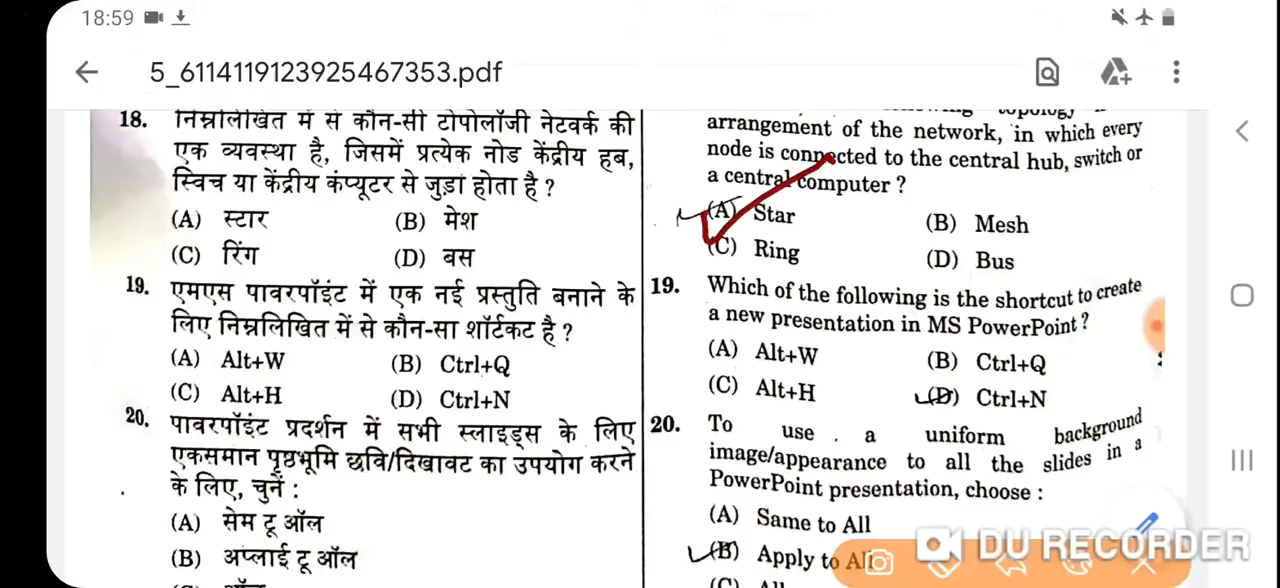 18:59
5_6114119123925467353.pdf
18. निम्नलिखित में से कौन-सी टोपोलॉजी नेटवर्क की
एक व्यवस्था है, जिसमें प्रत्येक नोड केंद्रीय हब,
स्विच या केंद्रीय कंप्यूटर से जुड़ा होता है ?
(A) स्टार (B) मेश
(C) रिंग (D) बस
19. एमएस पावरपॉइंट में एक नई प्रस्तुति बनाने के
लिए निम्नलिखित में से कौन-सा शॉर्टकट है ?
(A) Alt+W (B) Ctrl+Q
(C) Alt+H (D) Ctrl+N
20. पावरपॉइंट प्रदर्शन में सभी स्लाइड्स के लिए
एकसमान पृष्ठभूमि छवि/दिखावट का उपयोग करने
के लिए, चुनें :
(A) सेम टू ऑल
(B) अप्लाई टू ऑल
topology
arrangement of the network, in which every
node is connected to the central hub, switch or
a central computer ?
(A) Star (B) Mesh
(C) Ring (D) Bus
19. Which of the following is the shortcut to create
a new presentation in MS PowerPoint ?
(A) Alt+W (B) Ctrl+Q
(C) Alt+H (D) Ctrl+N
20. To use a uniform background
image/appearance to all the slides in a
PowerPoint presentation, choose :
(A) Same to All
(B) Apply to All
(C) All
DU RECORDER